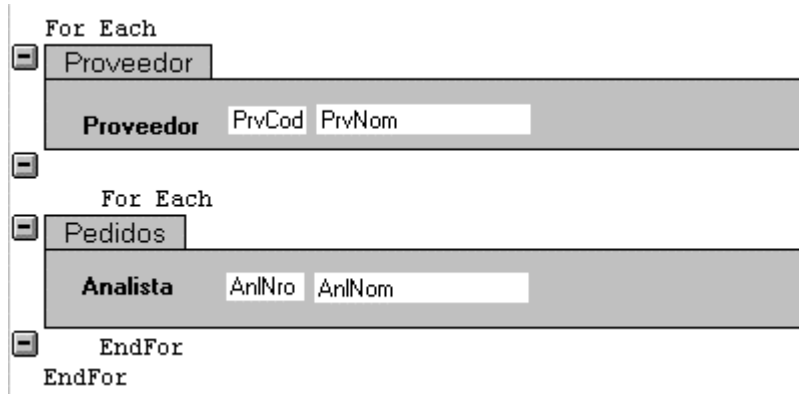 For Each
Proveedor
Proveedor PrvCod PrvNom
For Each
Pedidos
Analista AnlNro AnlNom
EndFor
EndFor